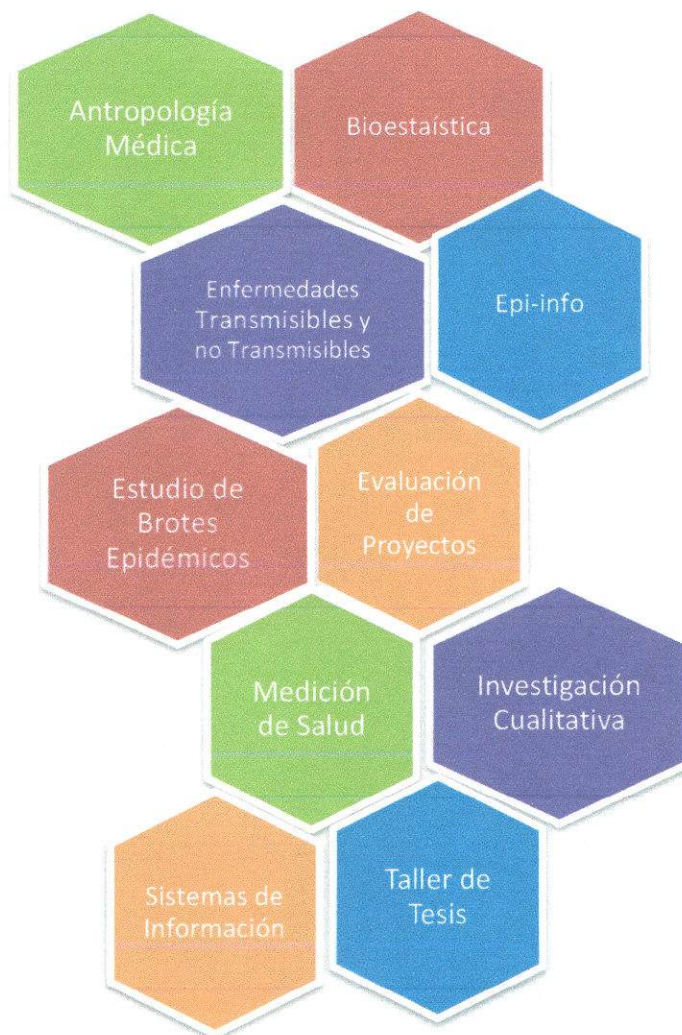 Antropología
Médica
Bioestaística
Enfermedades
Transmisibles y
no Transmisibles
Epi-info
Estudio de
Brotes
Epidémicos
Evaluación
de
Proyectos
Medición
de Salud
Investigación
Cualitativa
Sistemas de
Información
Taller de
Tesis